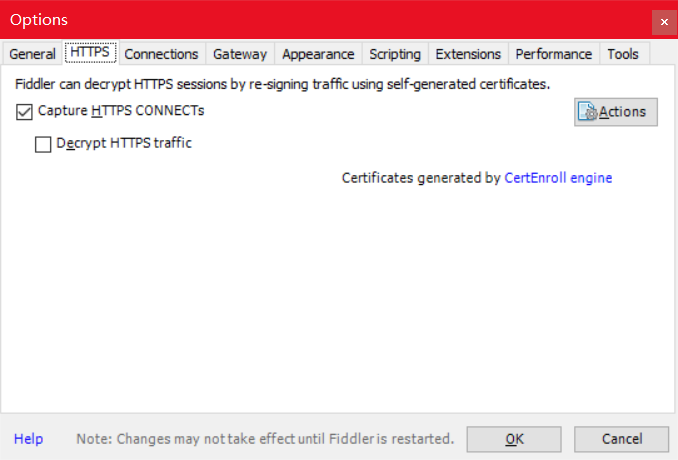 Options
×
General HTTPS Connections Gateway Appearance Scripting Extensions Performance Tools
Fiddler can decrypt HTTPS sessions by re-signing traffic using self-generated certificates.
Capture HTTPS CONNECTs
Actions
Decrypt HTTPS traffic
Certificates generated by CertEnroll engine
Help Note: Changes may not take effect until Fiddler is restarted. OK Cancel